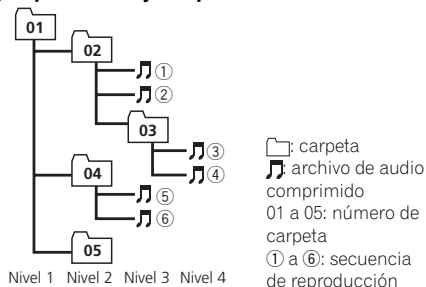 01
02
①
②
03
③
④
04
⑤
⑥
05
Nivel 1 Nivel 2 Nivel 3 Nivel 4
: carpeta
: archivo de audio
comprimido
01 a 05: número de
carpeta
① a ⑥: secuencia
de reproducción